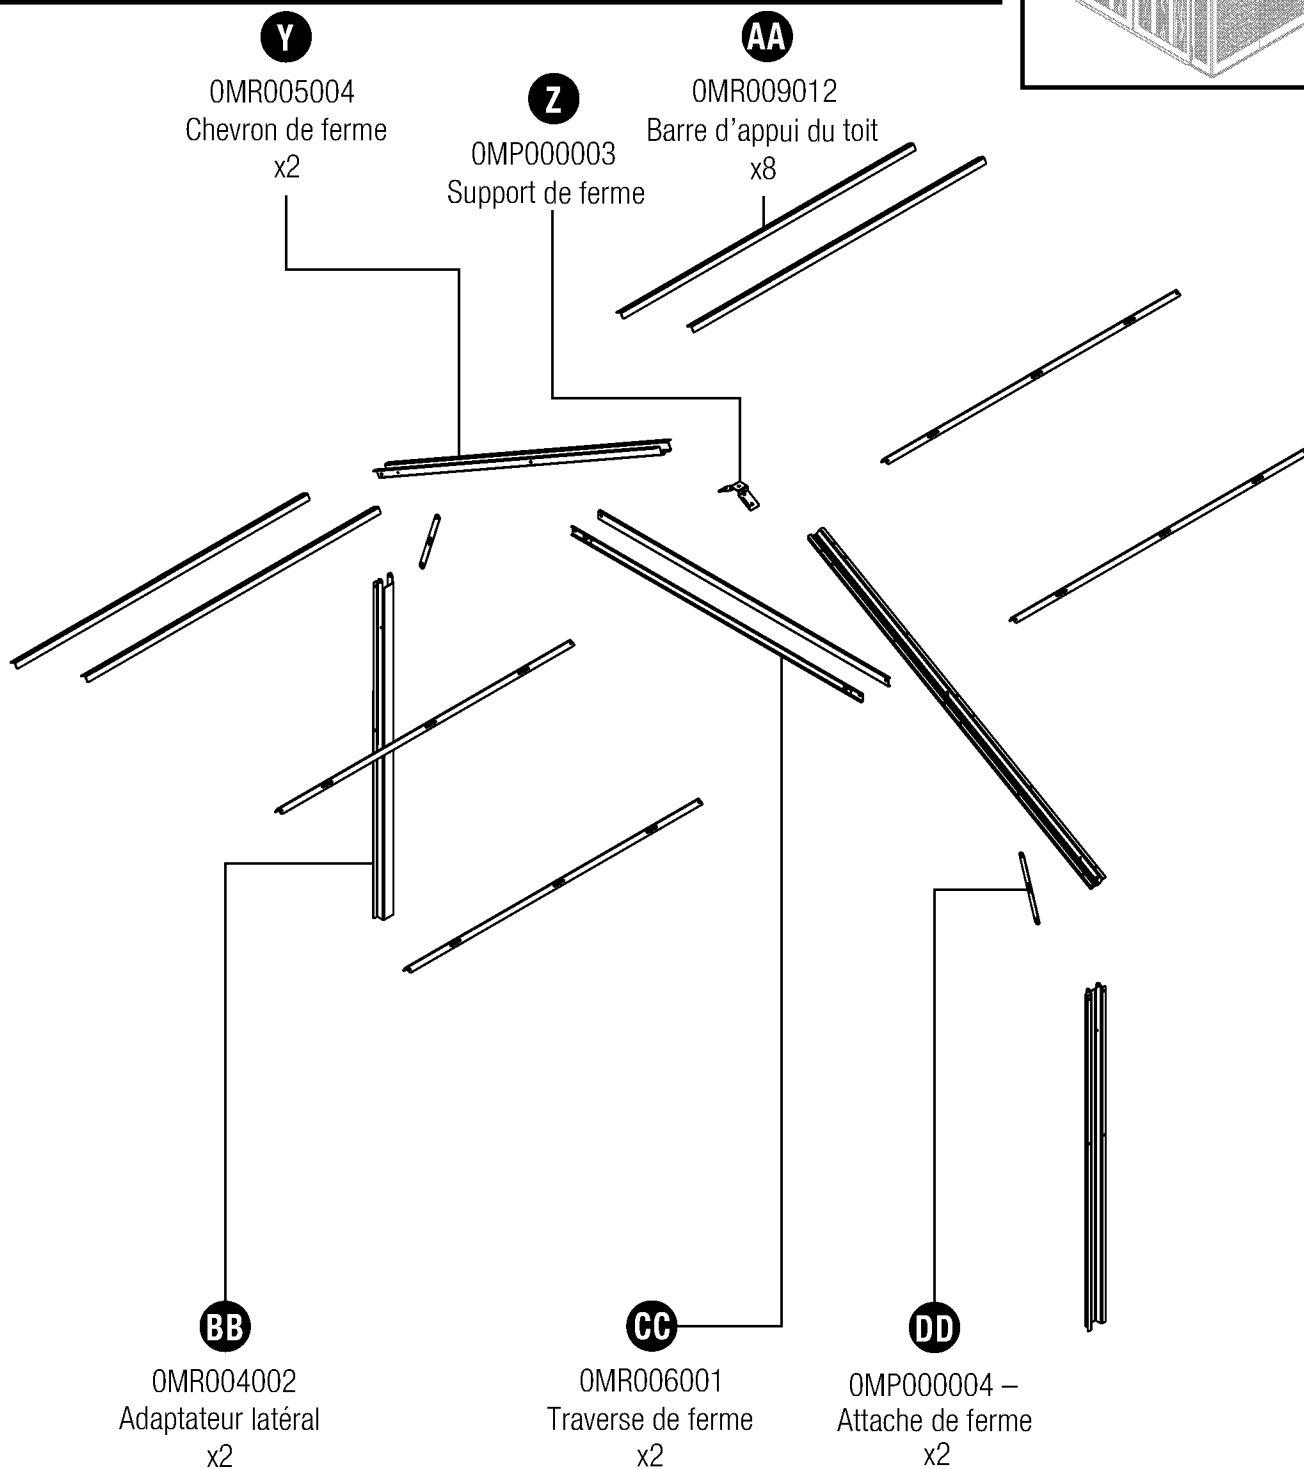 Y
0MR005004
Chevron de ferme
x2
Z
0MP000003
Support de ferme
AA
0MR009012
Barre d'appui du toit
x8
BB
0MR004002
Adaptateur latéral
x2
CC
0MR006001
Traverse de ferme
x2
DD
0MP000004 –
Attache de ferme
x2